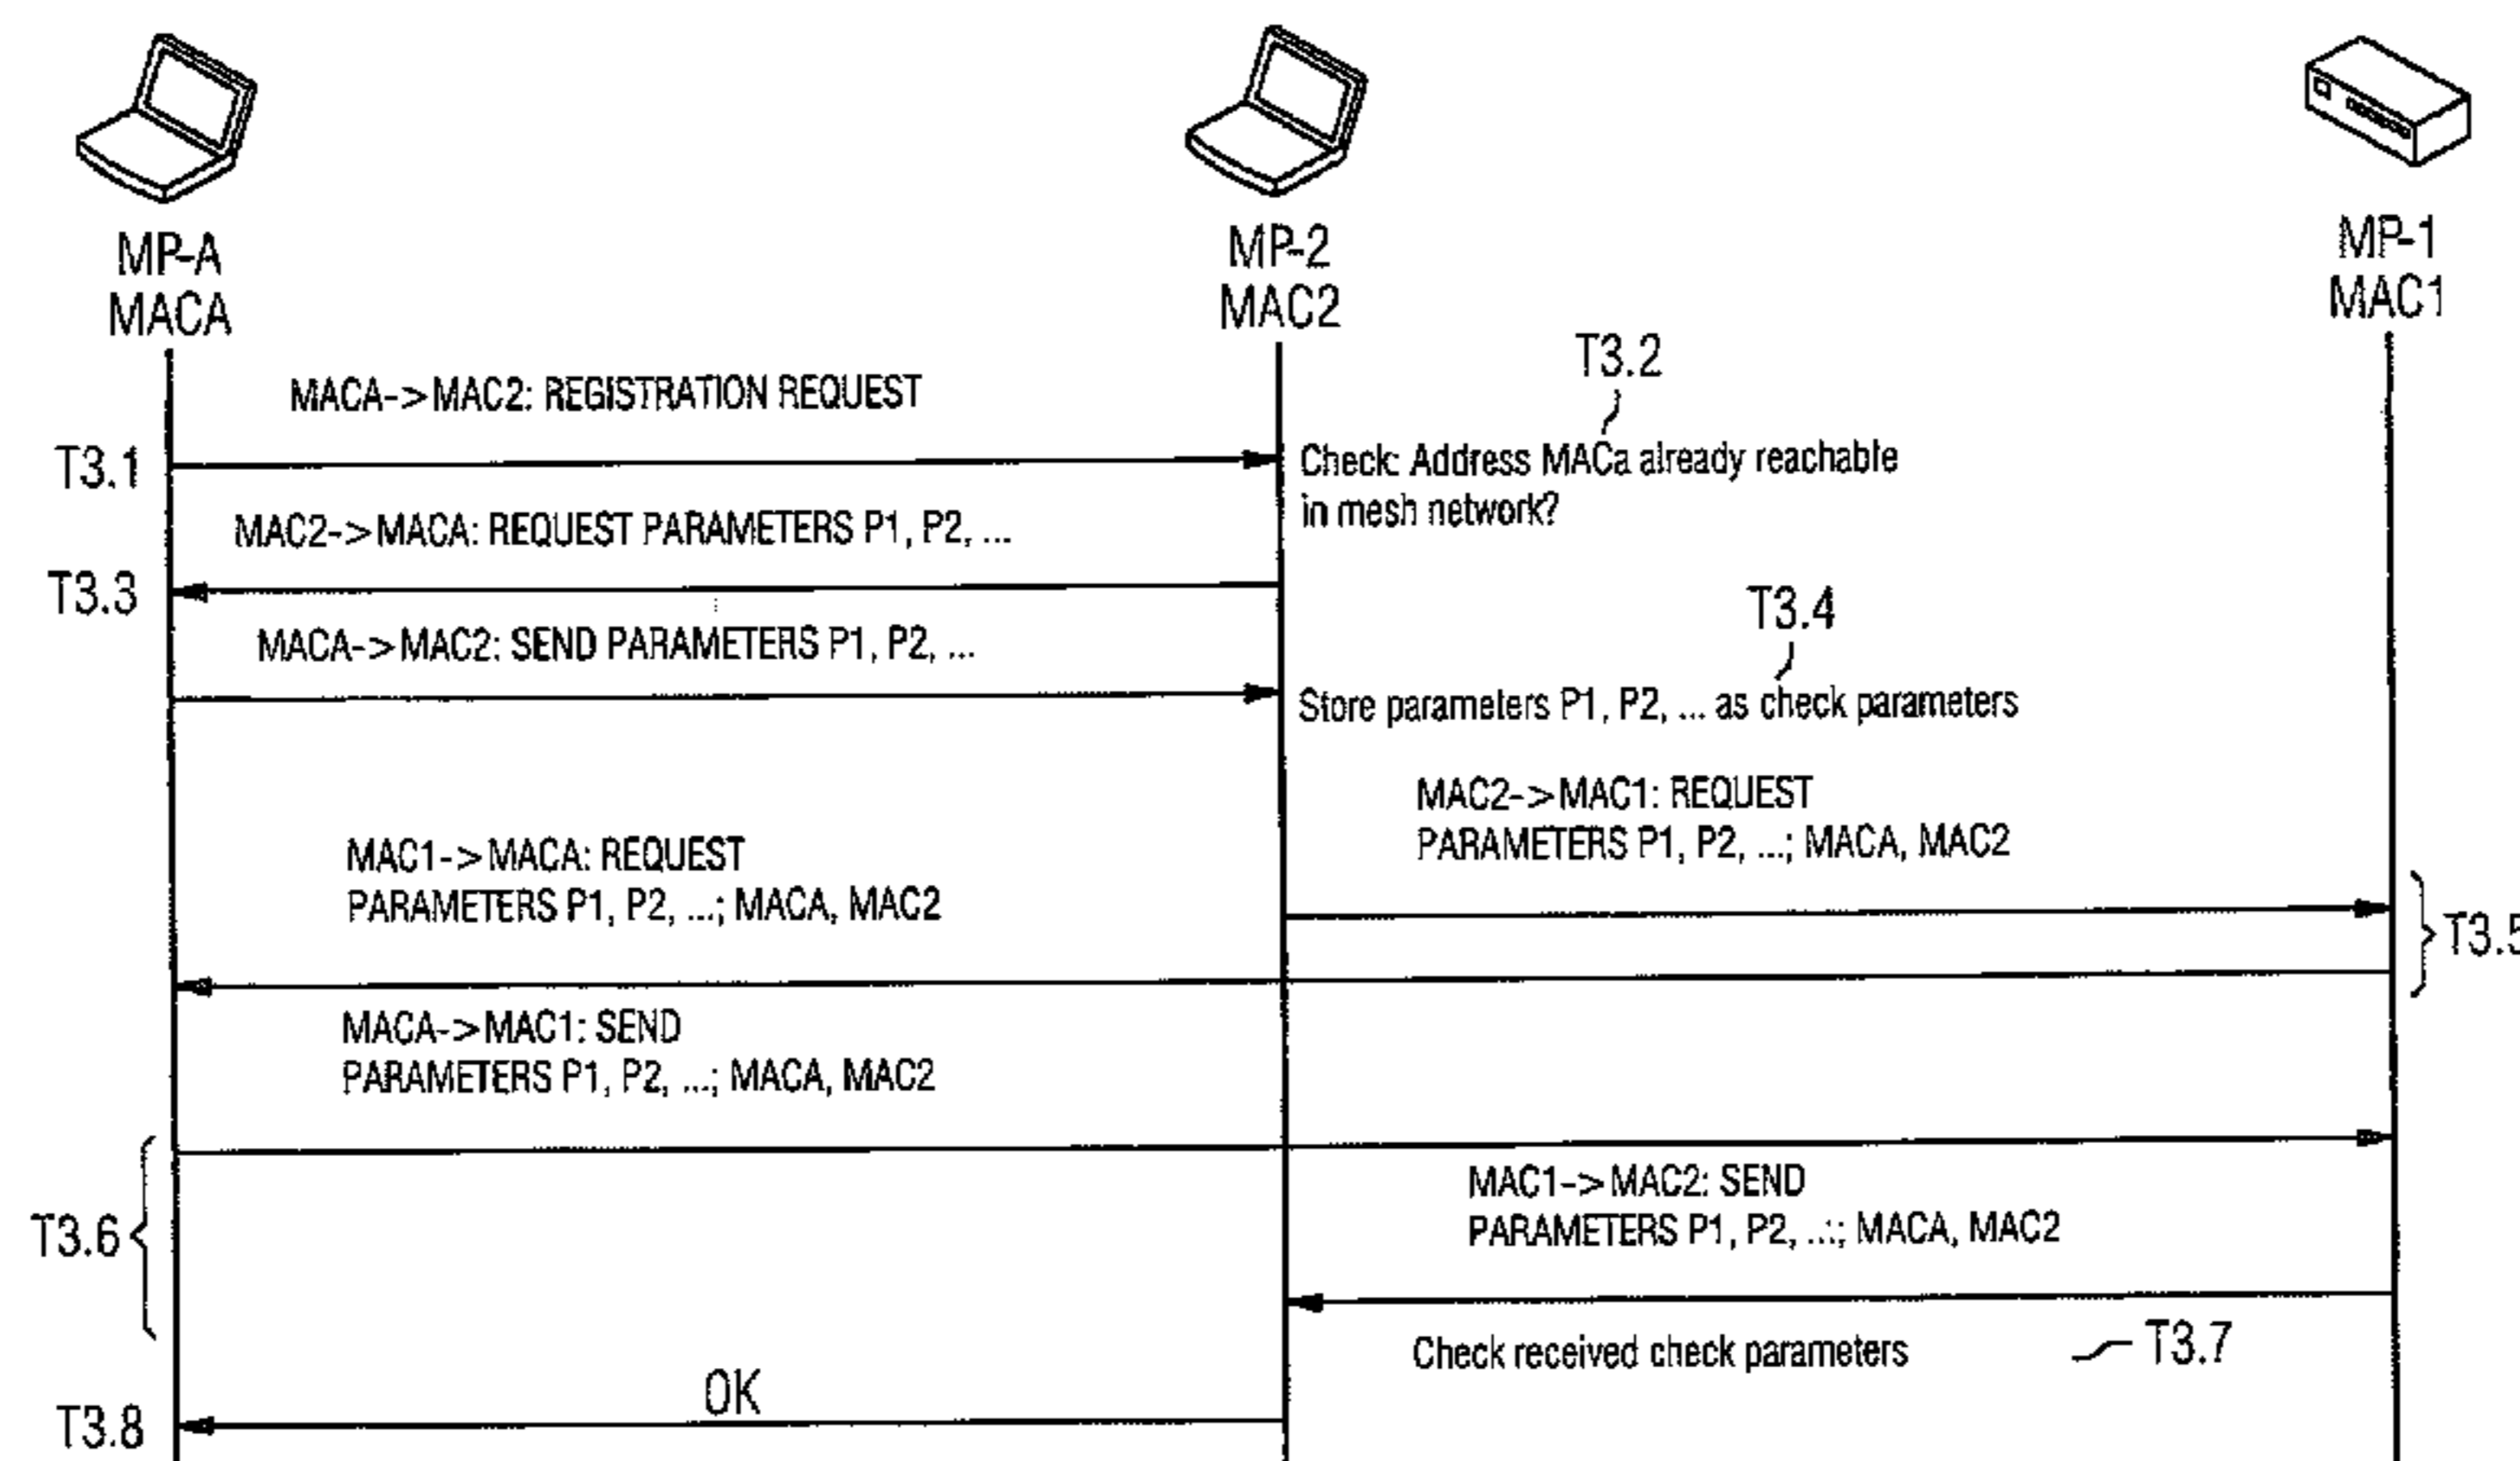 MP-A
MACA
MP-2
MAC2
MP-1
MAC1
T3.2
MACA->MAC2: REGISTRATION REQUEST
T3.1
Check: Address MACa already reachable
in mesh network?
MAC2->MACA: REQUEST PARAMETERS P1, P2, ...
T3.3
T3.4
MACA->MAC2: SEND PARAMETERS P1, P2, ...
Store parameters P1, P2, ... as check parameters
MAC2->MAC1: REQUEST
PARAMETERS P1, P2, ...; MACA, MAC2
MAC1->MACA: REQUEST
PARAMETERS P1, P2, ...; MACA, MAC2
T3.5
MACA->MAC1: SEND
PARAMETERS P1, P2, ...; MACA, MAC2
MAC1->MAC2: SEND
PARAMETERS P1, P2, ...; MACA, MAC2
T3.6
Check received check parameters
T3.7
OK
T3.8